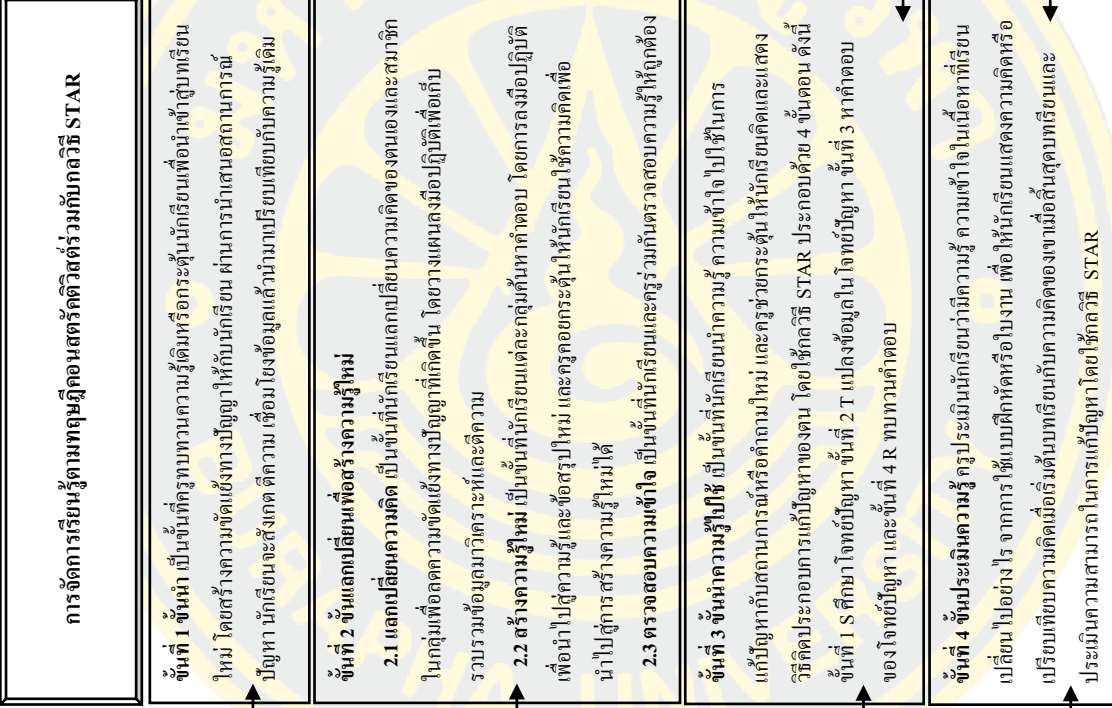 การจัดการเรียนรู้ตามทฤษฎีคอนสตรัคติวิสต์ร่วมกับกลวิธี STAR
ขั้นที่ 1 ขั้นนำ เป็นขั้นที่ครูทบทวนความรู้เดิมหรือกระตุ้นนักเรียนเพื่อนำเข้าสู่บทเรียน
ใหม่ โดยสร้างความขัดแย้งทางปัญญาให้กับนักเรียน ผ่านการนำเสนอสถานการณ์
ปัญหา นักเรียนจะสังเกต ตีความ เชื่อมโยงข้อมูลแล้วนำมาเปรียบเทียบกับความรู้เดิม
ขั้นที่ 2 ขั้นแลกเปลี่ยนเพื่อสร้างความรู้ใหม่
2.1 แลกเปลี่ยนความคิด เป็นขั้นที่นักเรียนแลกเปลี่ยนความคิดของตนเองและสมาชิก
ในกลุ่มเพื่อลดความขัดแย้งทางปัญญาที่เกิดขึ้น โดยวางแผนลงมือปฏิบัติเพื่อเก็บ
รวบรวมข้อมูลมาวิเคราะห์และตีความ
2.2 สร้างความรู้ใหม่ เป็นขั้นที่นักเรียนแต่ละกลุ่มค้นหาคำตอบ โดยการลงมือปฏิบัติ
เพื่อนำไปสู่ความรู้และข้อสรุปใหม่ และครูคอยกระตุ้นให้นักเรียนใช้ความคิดเพื่อ
นำไปสู่การสร้างความรู้ใหม่ได้
2.3 ตรวจสอบความเข้าใจ เป็นขั้นที่นักเรียนและครูร่วมกันตรวจสอบความรู้ให้ถูกต้อง
ขั้นที่ 3 ขั้นนำความรู้ไปใช้ เป็นขั้นที่นักเรียนนำความรู้ ความเข้าใจ ไปใช้ในการ
แก้ปัญหากับสถานการณ์หรือคำถามใหม่ และครูช่วยกระตุ้นให้นักเรียนคิดและแสดง
วิธีคิดประกอบการแก้ปัญหาของตน โดยใช้กลวิธี STAR ประกอบด้วย 4 ขั้นตอน ดังนี้
ขั้นที่ 1 S ศึกษาโจทย์ปัญหา ขั้นที่ 2 T แปลงข้อมูลในโจทย์ปัญหา ขั้นที่ 3 หาคำตอบ
ของโจทย์ปัญหา และขั้นที่ 4 R ทบทวนคำตอบ
ขั้นที่ 4 ขั้นประเมินความรู้ ครูประเมินนักเรียนว่ามีความรู้ ความเข้าใจในเนื้อหาที่เรียน
เปลี่ยนไปอย่างไร จากการใช้แบบฝึกหัดหรือใบงาน เพื่อให้นักเรียนแสดงความคิดหรือ
เปรียบเทียบความคิดเมื่อเริ่มต้นบทเรียนกับความคิดของเขาเมื่อสิ้นสุดบทเรียนและ
ประเมินความสามารถในการแก้ปัญหาโดยใช้กลวิธี STAR